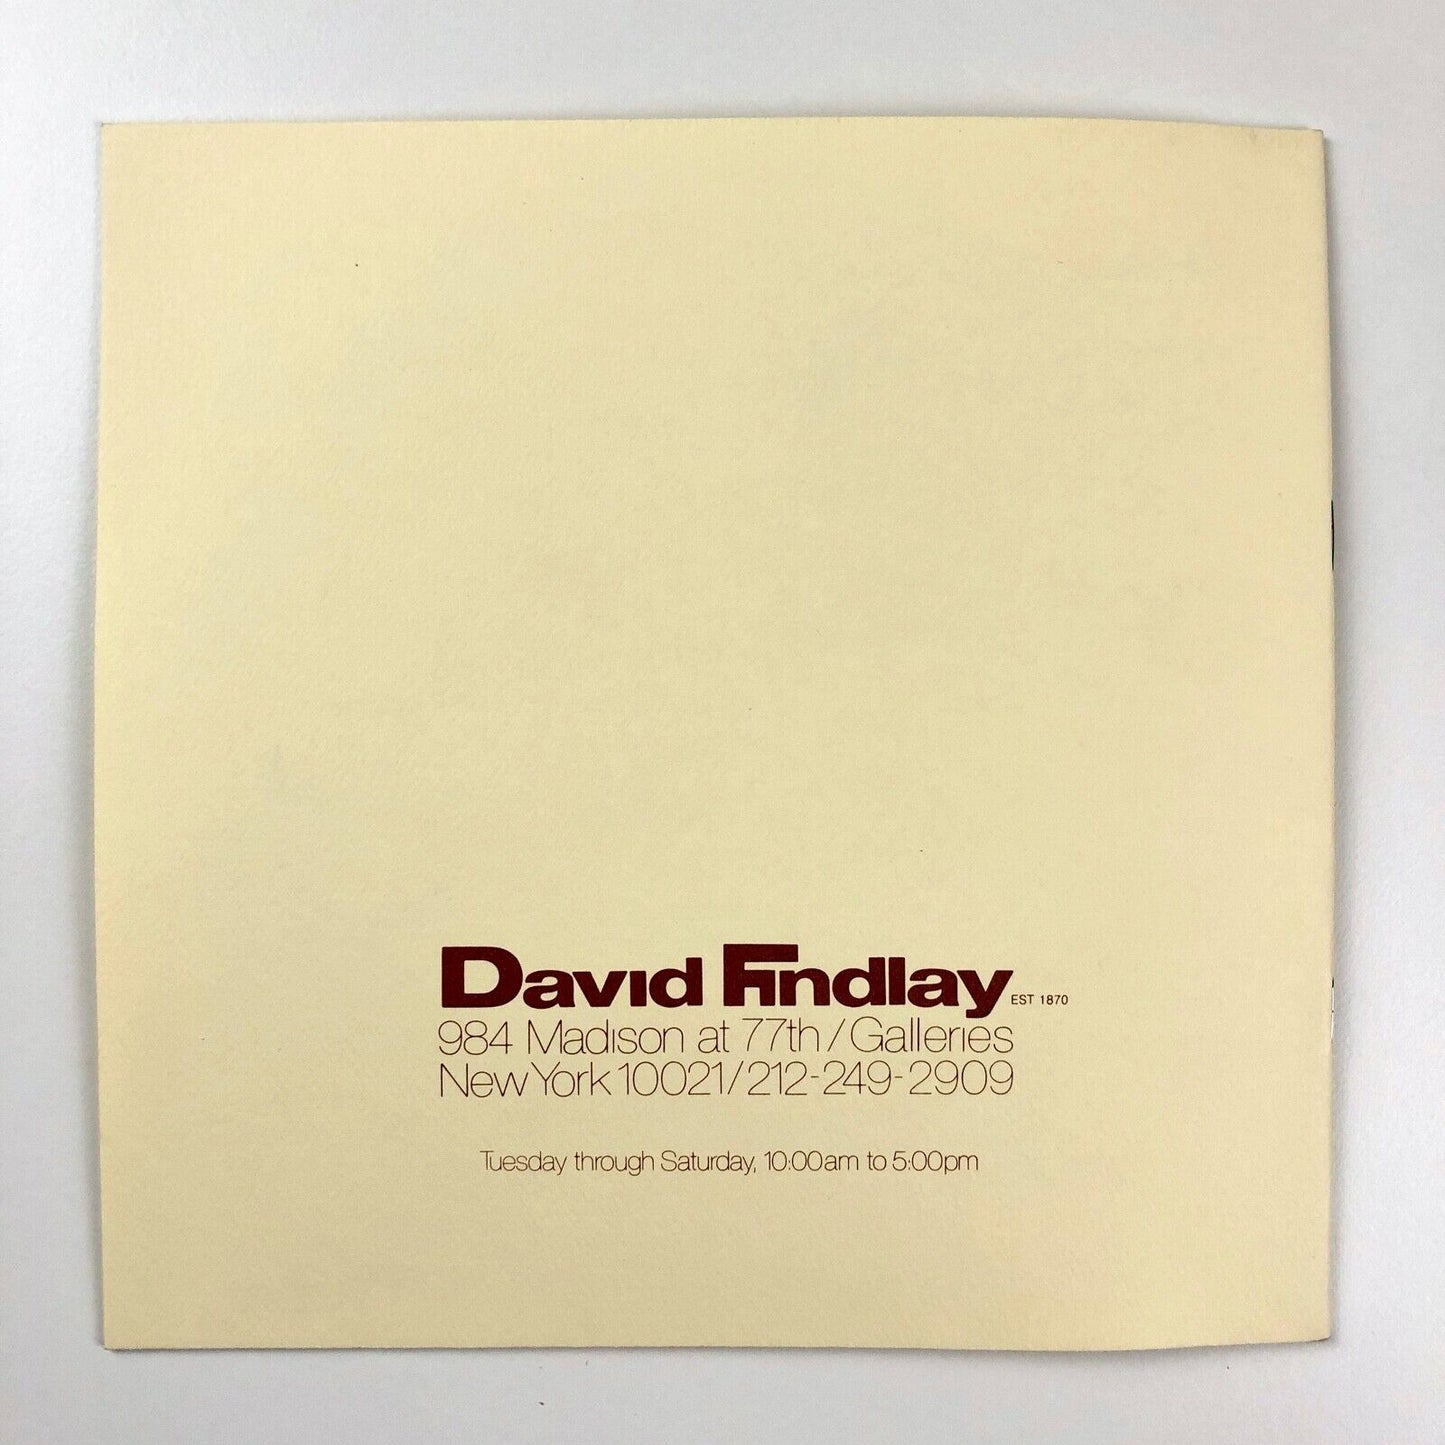 David Findlay EST 1870
984 Madison at 77th / Galleries
New York 10021 / 212-249-2909
Tuesday through Saturday, 10:00am to 5:00pm